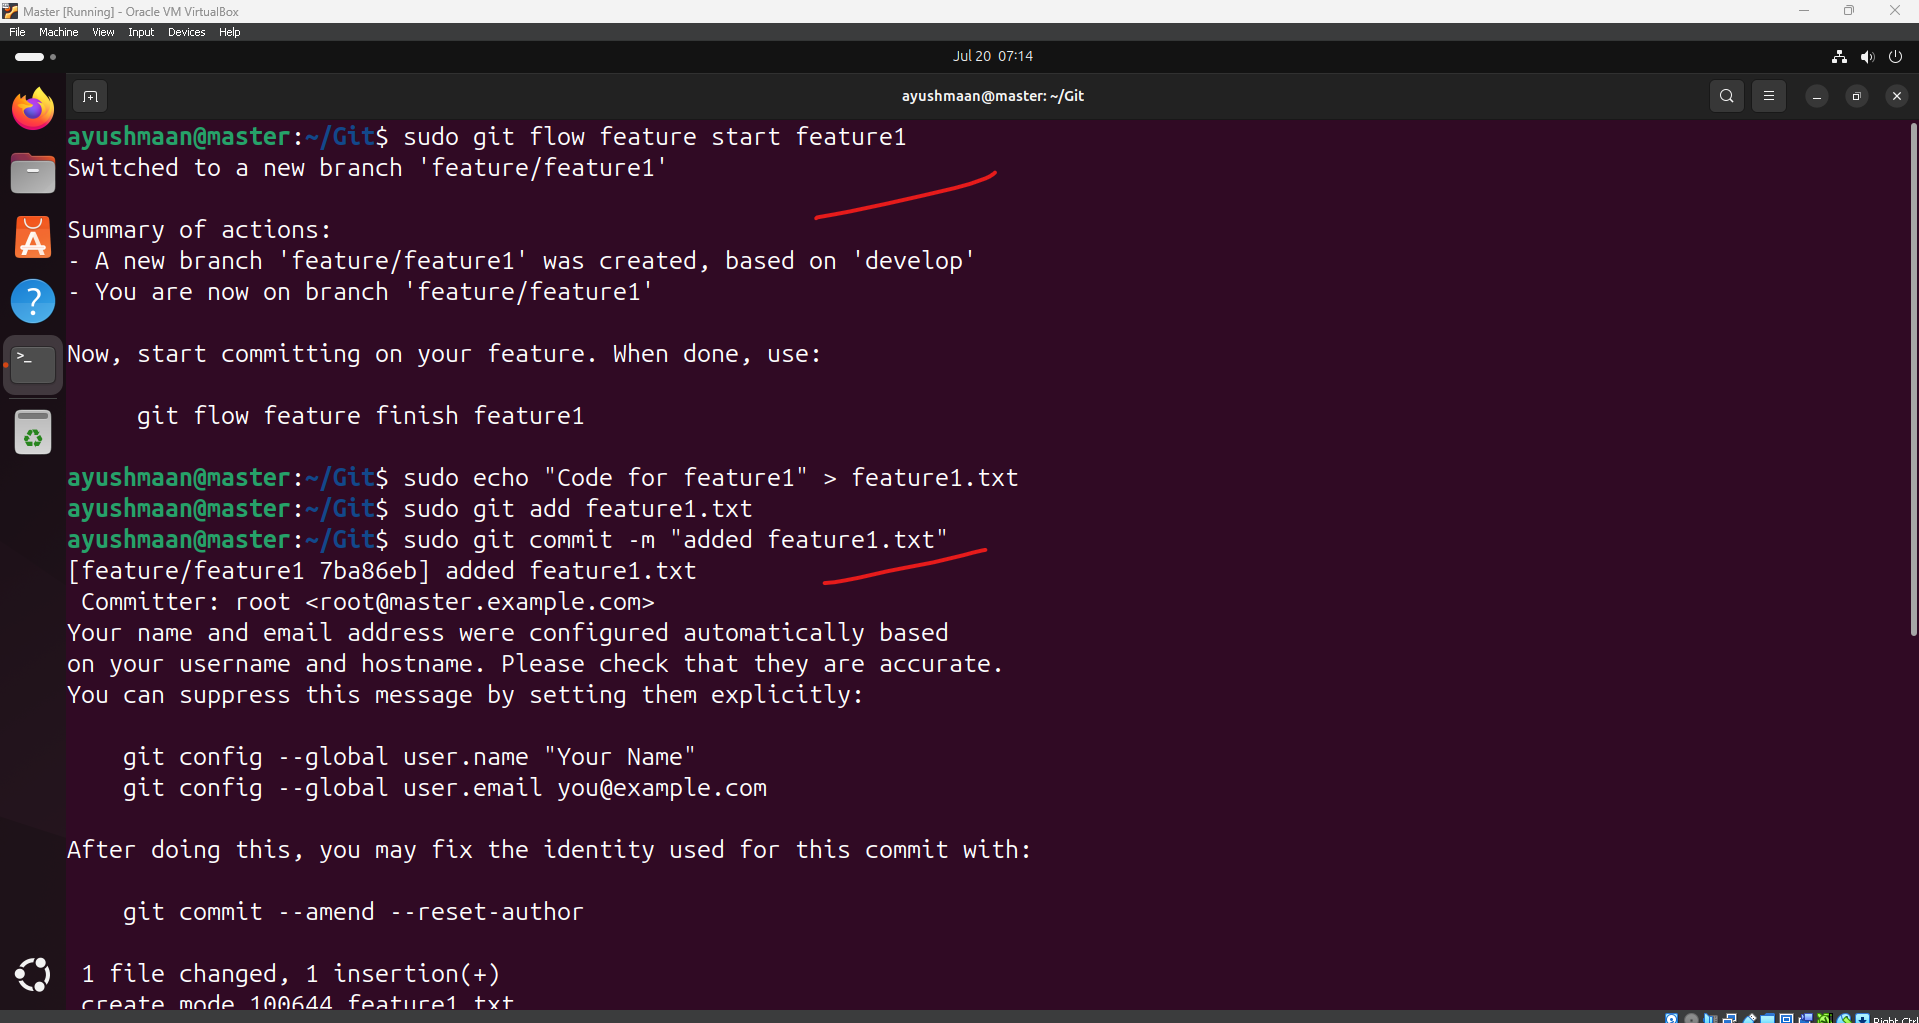 Master [Running] - Oracle VM VirtualBox
File Machine View Input Devices Help
Jul 20 07:14
ayushmaan@master: ~/Git
ayushmaan@master:~/Git$ sudo git flow feature start feature1
Switched to a new branch 'feature/feature1'
Summary of actions:
- A new branch 'feature/feature1' was created, based on 'develop'
- You are now on branch 'feature/feature1'
Now, start committing on your feature. When done, use:
git flow feature finish feature1
ayushmaan@master:~/Git$ sudo echo "Code for feature1" > feature1.txt
ayushmaan@master:~/Git$ sudo git add feature1.txt
ayushmaan@master:~/Git$ sudo git commit -m "added feature1.txt"
[feature/feature1 7ba86eb] added feature1.txt
Committer: root <root@master.example.com>
Your name and email address were configured automatically based
on your username and hostname. Please check that they are accurate.
You can suppress this message by setting them explicitly:
git config --global user.name "Your Name"
git config --global user.email you@example.com
After doing this, you may fix the identity used for this commit with:
git commit --amend --reset-author
1 file changed, 1 insertion(+)
create mode 100644 feature1.txt
Right Ctrl